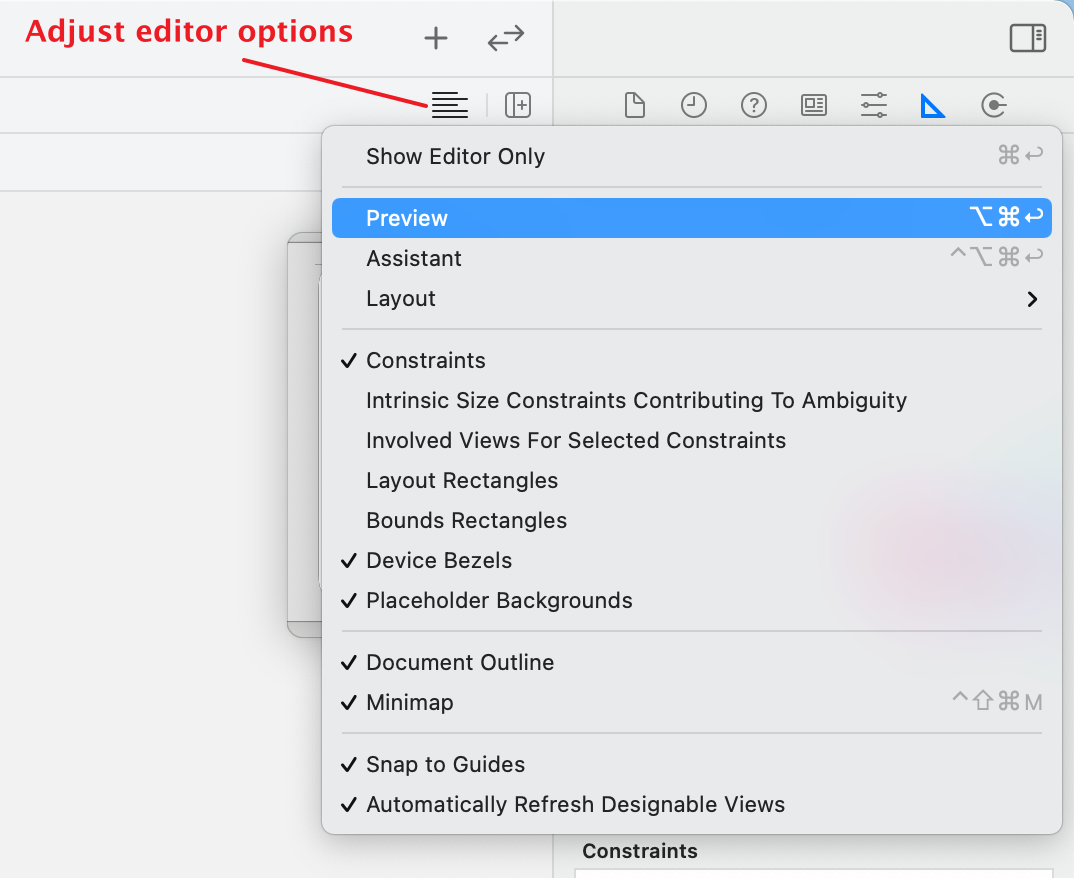 Adjust editor options
Show Editor Only ⌘↩
Preview ⌥⌘↩
Assistant ^⌥⌘↩
Layout
Constraints
Intrinsic Size Constraints Contributing To Ambiguity
Involved Views For Selected Constraints
Layout Rectangles
Bounds Rectangles
Device Bezels
Placeholder Backgrounds
Document Outline
Minimap ^⇧⌘M
Snap to Guides
Automatically Refresh Designable Views
Constraints